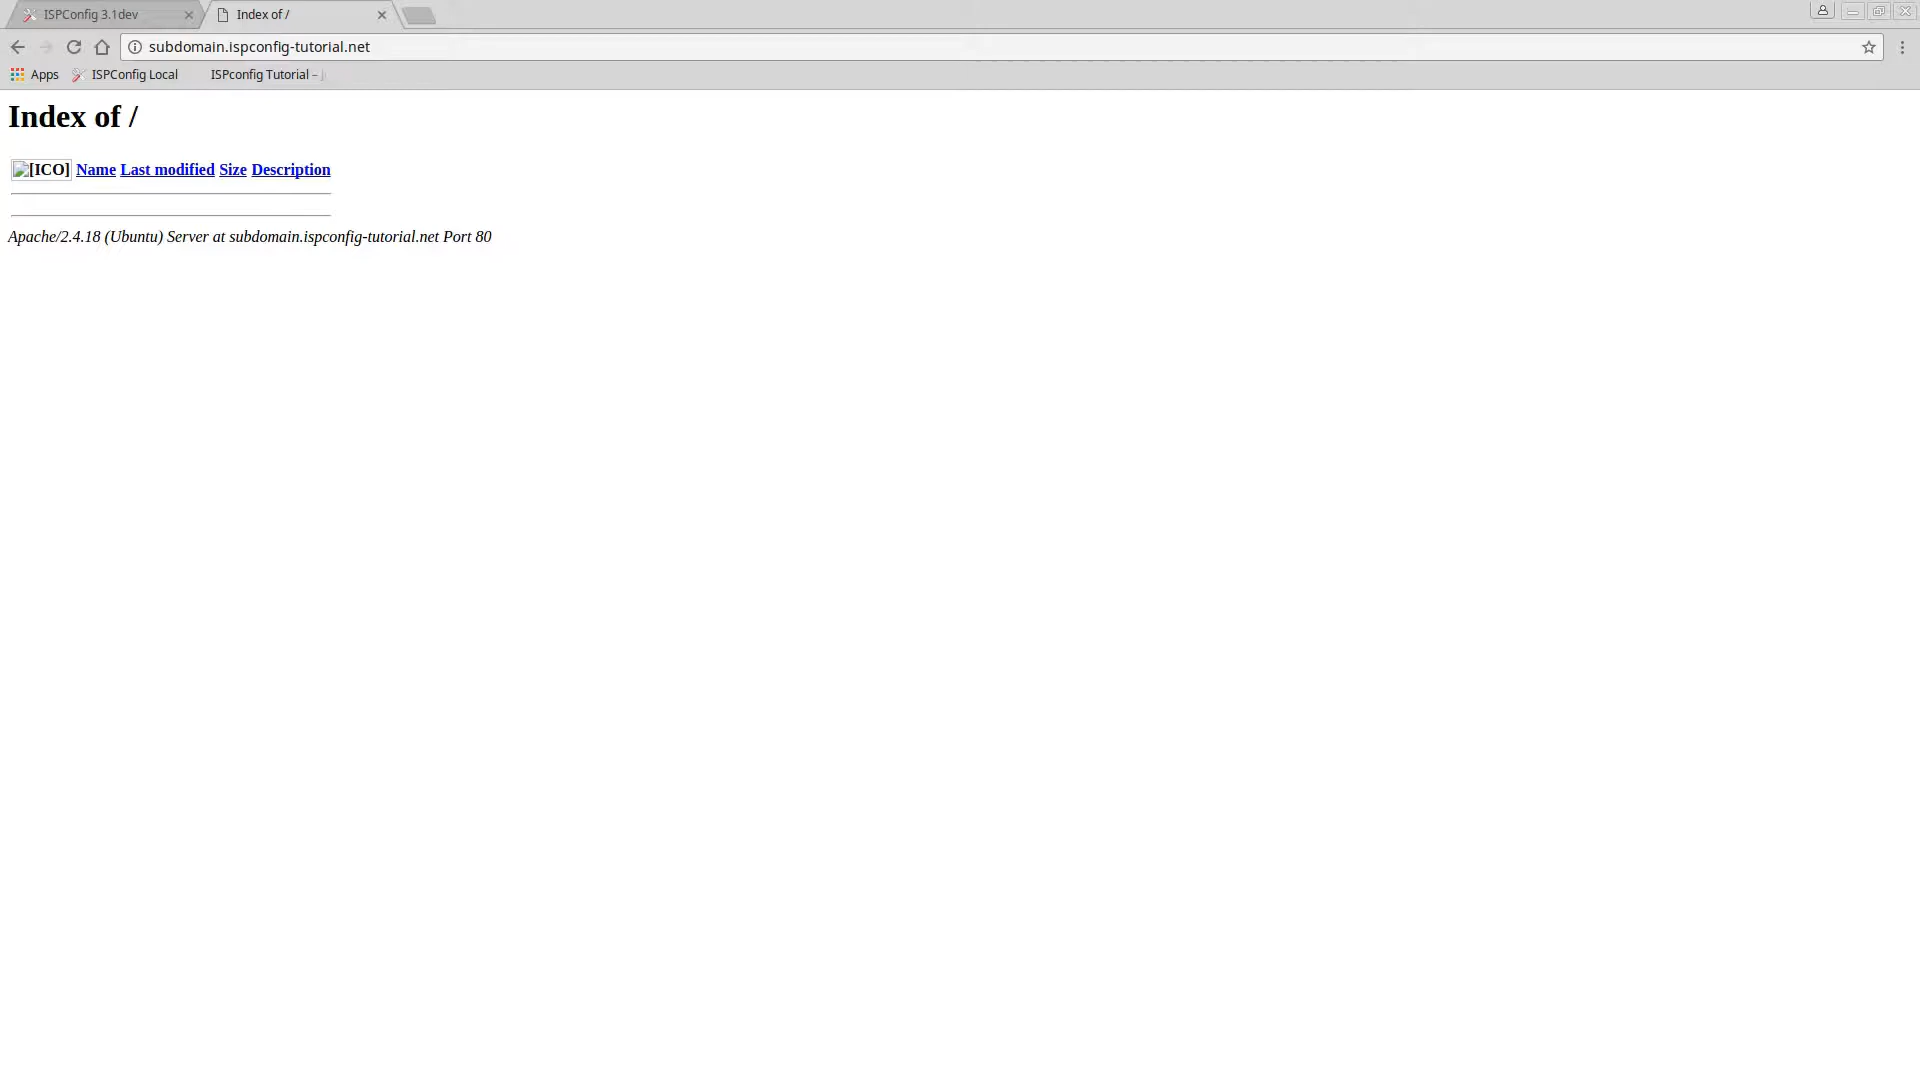 ISPConfig 3.1dev
Index of /
subdomain.ispconfig-tutorial.net
Apps
ISPConfig Local
ISPconfig Tutorial –
Index of /
[ICO] Name Last modified Size Description
Apache/2.4.18 (Ubuntu) Server at subdomain.ispconfig-tutorial.net Port 80